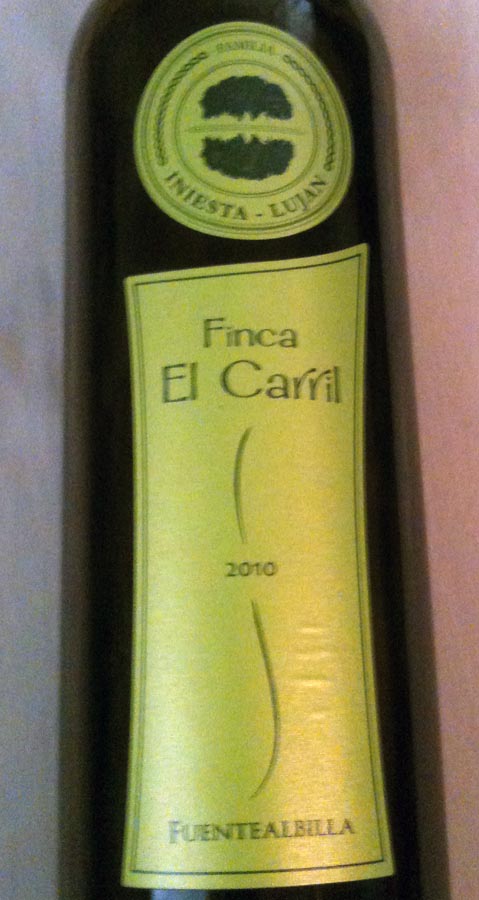 FAMILIA
INIESTA - LUJAN
Finca
El Carril
2010
FUENTEALBILLA